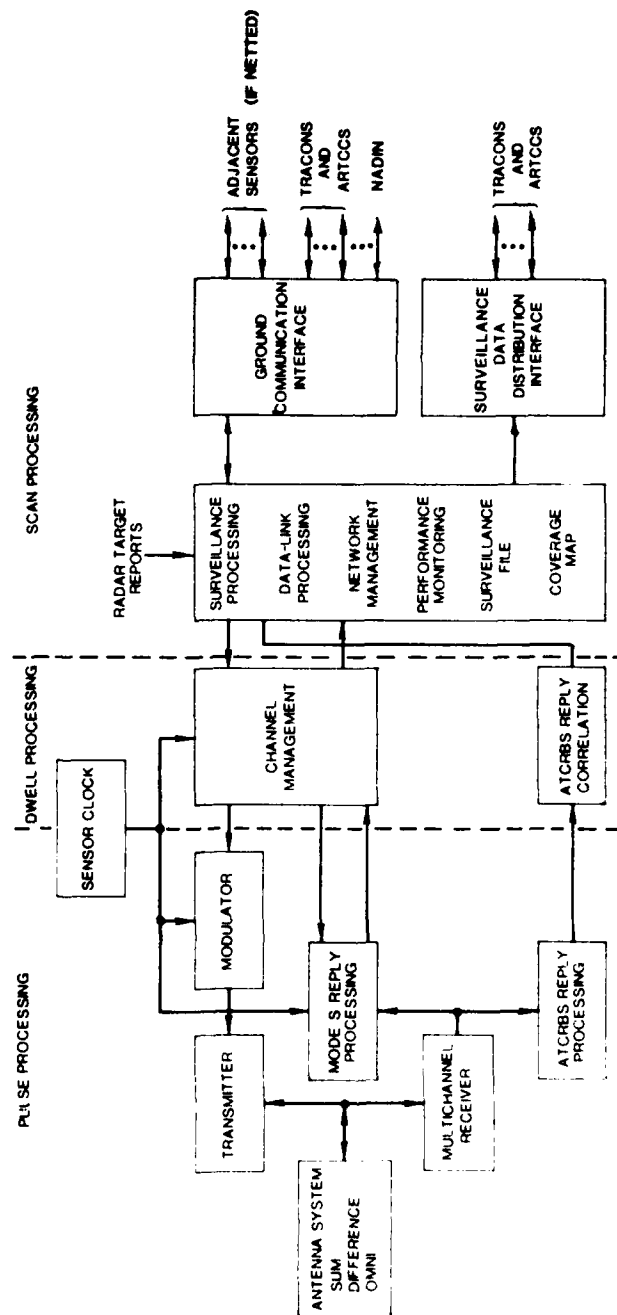 PULSE PROCESSING
DWELL PROCESSING
SCAN PROCESSING
SENSOR CLOCK
RADAR TARGET
REPORTS
TRANSMITTER
MODULATOR
CHANNEL
MANAGEMENT
SURVEILLANCE
PROCESSING
DATA-LINK
PROCESSING
NETWORK
MANAGEMENT
PERFORMANCE
MONITORING
SURVEILLANCE
FILE
COVERAGE
MAP
GROUND
COMMUNICATION
INTERFACE
ADJACENT
SENSORS (IF NETTED)
TRACONS
AND
ARTCCS
NADIN
ANTENNA SYSTEM
SUM
DIFFERENCE
OMNI
MODE S REPLY
PROCESSING
MULTICHANNEL
RECEIVER
ATCRBS REPLY
PROCESSING
ATCRBS REPLY
CORRELATION
SURVEILLANCE
DATA
DISTRIBUTION
INTERFACE
TRACONS
AND
ARTCCS